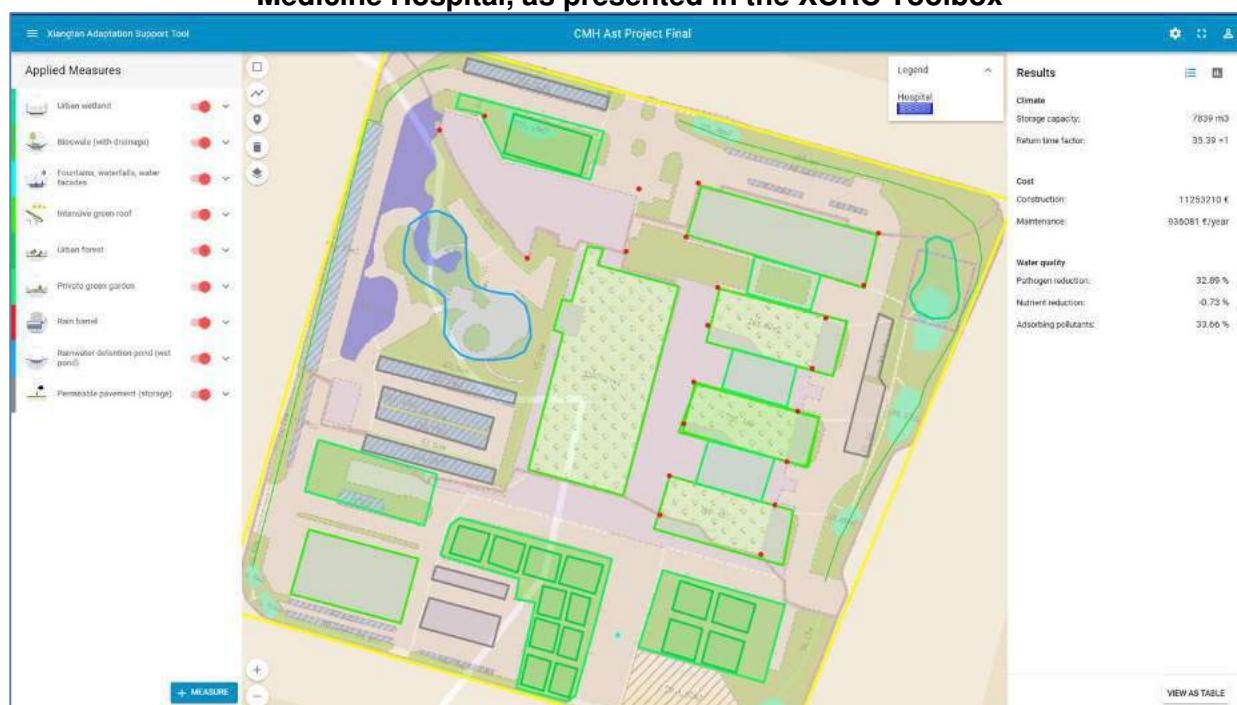 Medicine Hospital, as presented in the XCRC Toolbox
Xiangtan Adaptation Support Tool
CMH Ast Project Final
Applied Measures
Urban wetland
Bioswale (with drainage)
Fountains, waterfalls, water
facades
Intensive green roof
Urban forest
Private green garden
Rain barrel
Rainwater detention pond (wet
pond)
Permeable pavement (storage)
+ MEASURE
Legend
Hospital
Results
Climate
Storage capacity: 7839 m3
Return time factor: 35.39 +1
Cost
Construction: 11253210 €
Maintenance: 936081 €/year
Water quality
Pathogen reduction: 32.89 %
Nutrient reduction: -0.73 %
Adsorbing pollutants: 33.66 %
+
−
VIEW AS TABLE